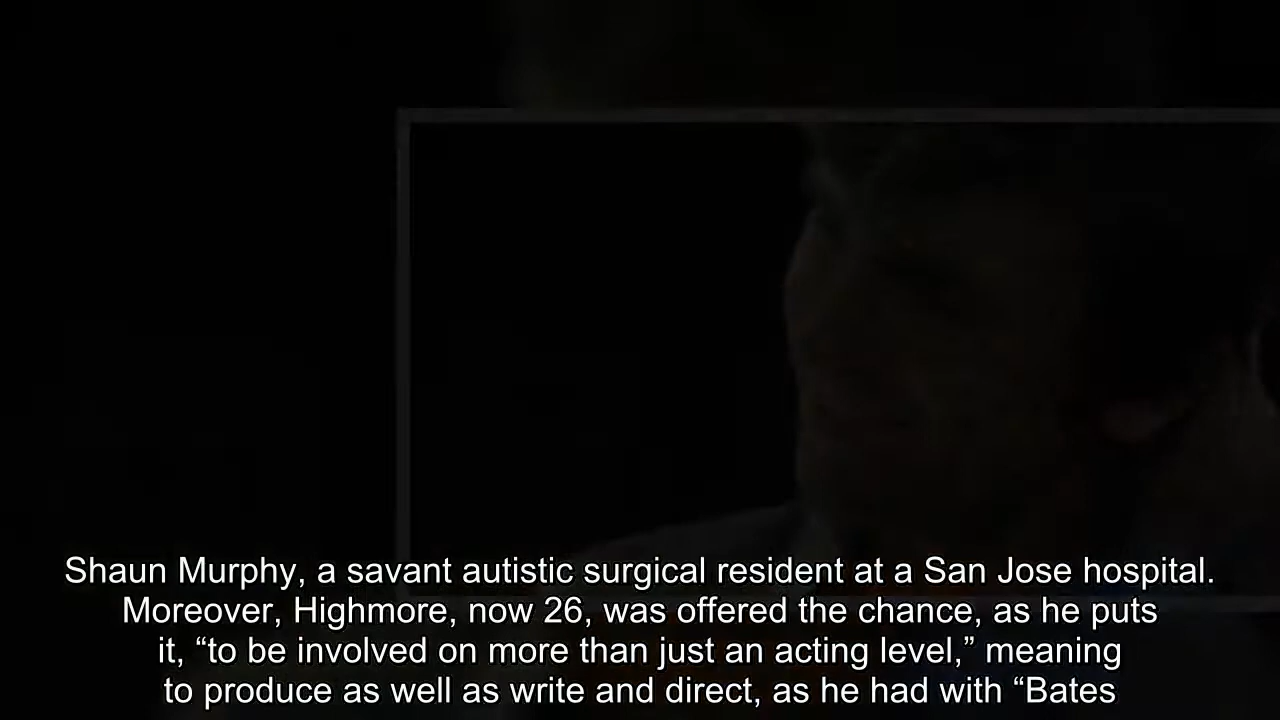 Shaun Murphy, a savant autistic surgical resident at a San Jose hospital.
Moreover, Highmore, now 26, was offered the chance, as he puts
it, “to be involved on more than just an acting level,” meaning
to produce as well as write and direct, as he had with “Bates